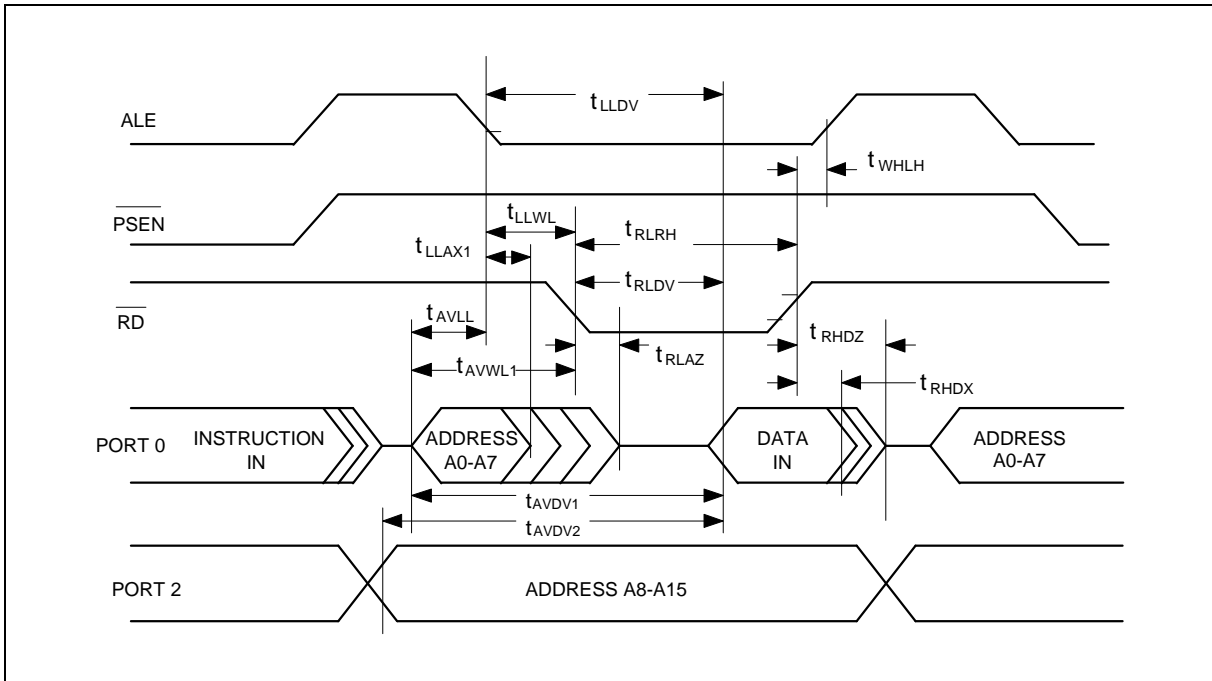 tLLDV
ALE
tWHLH
PSEN
tLLWL
tRLRH
tLLAX1
tRLDV
RD
tAVLL
tRHDZ
tRLAZ
tAVWL1
tRHDX
PORT 0
INSTRUCTION
IN
ADDRESS
A0-A7
DATA
IN
ADDRESS
A0-A7
tAVDV1
tAVDV2
PORT 2
ADDRESS A8-A15